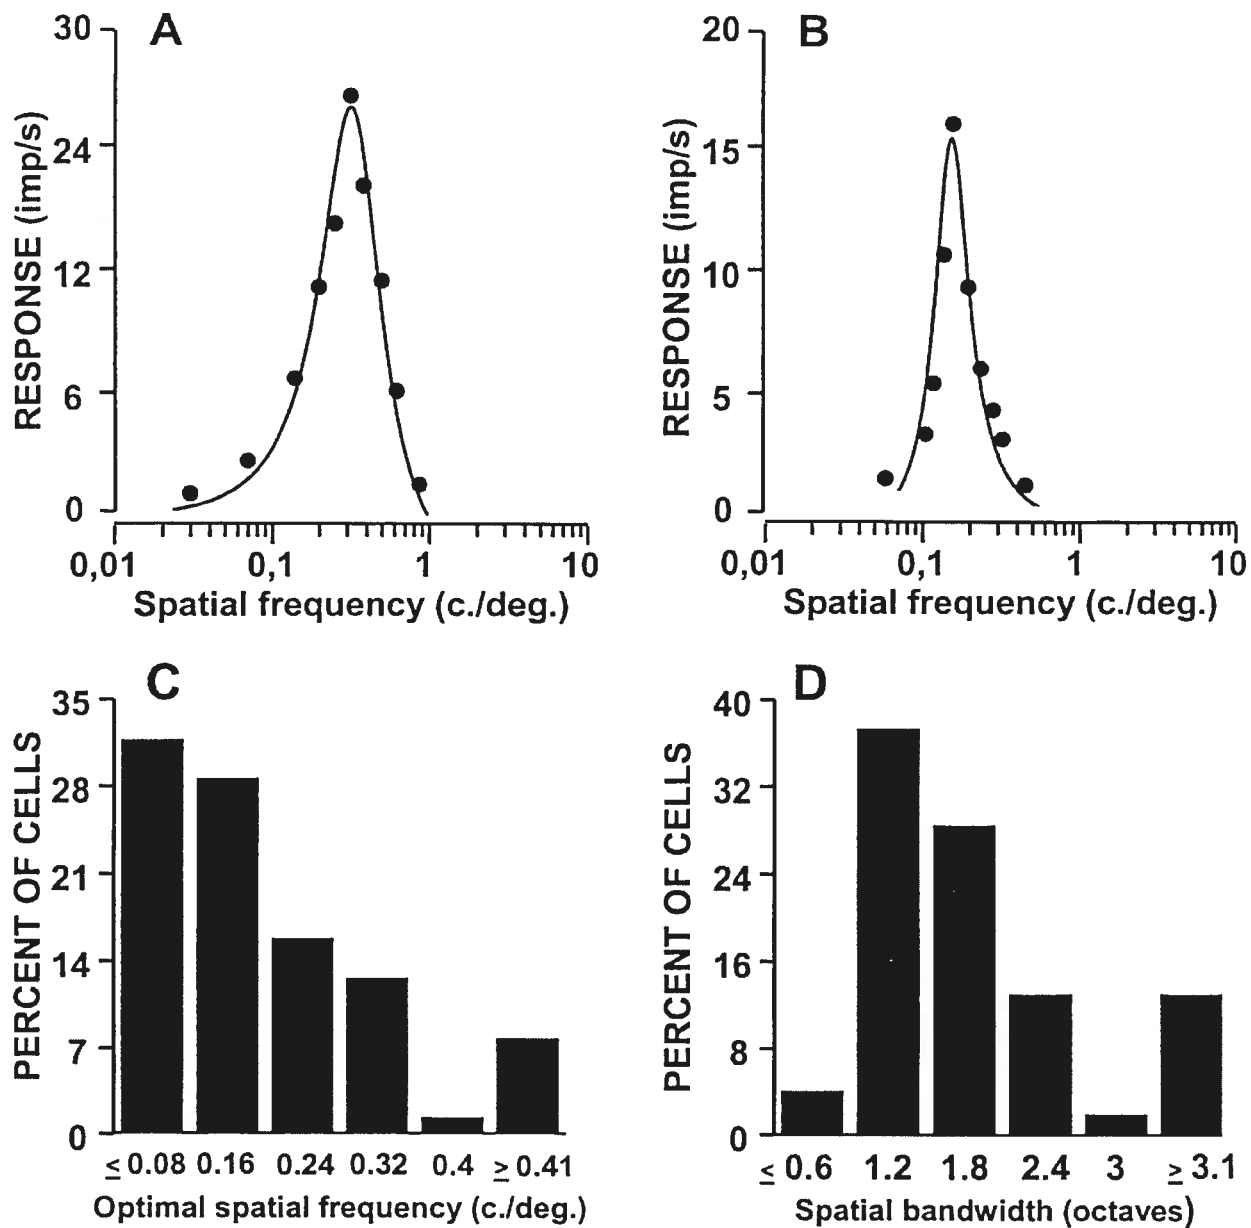 A
30
24
12
6
0
RESPONSE (imp/s)
0,01 0,1 1 10
Spatial frequency (c./deg.)
B
20
15
10
5
0
RESPONSE (imp/s)
0,01 0,1 1 10
Spatial frequency (c./deg.)
C
35
28
21
14
7
0
PERCENT OF CELLS
≤ 0.08 0.16 0.24 0.32 0.4 ≥ 0.41
Optimal spatial frequency (c./deg.)
D
40
32
24
16
8
0
PERCENT OF CELLS
≤ 0.6 1.2 1.8 2.4 3 ≥ 3.1
Spatial bandwidth (octaves)